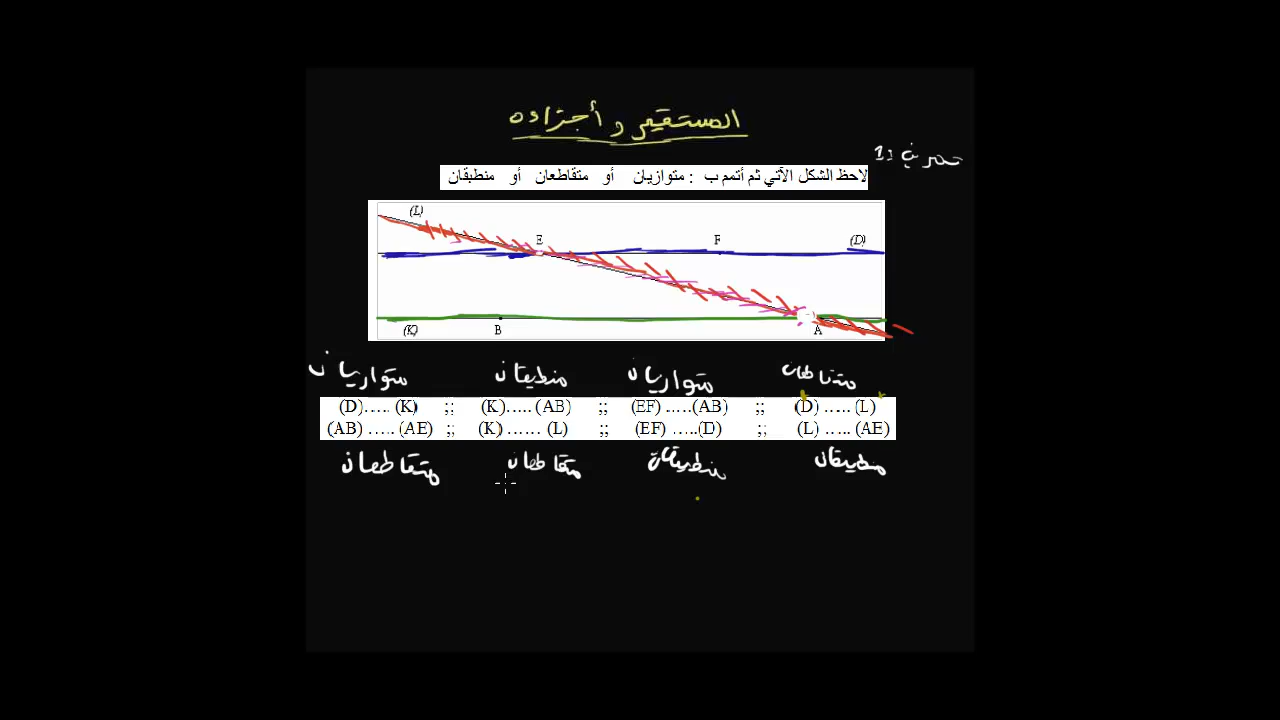 المستقيم و أجزاءه
تمرين 1:
لاحظ الشكل الآتي ثم أتمم ب : متوازيان أو متقاطعان أو منطبقان
(L) E F (D)
(K) B A
متقاطعان متوازيان منطبقان متوازيان
(D)..... (K) ;; (K)..... (AB) ;; (EF) .....(AB) ;; (D) ..... (L)
(AB) ..... (AE) ;; (K) ...... (L) ;; (EF) .....(D) ;; (L) ..... (AE)
منطبقان منطبقان متقاطعان متقاطعان